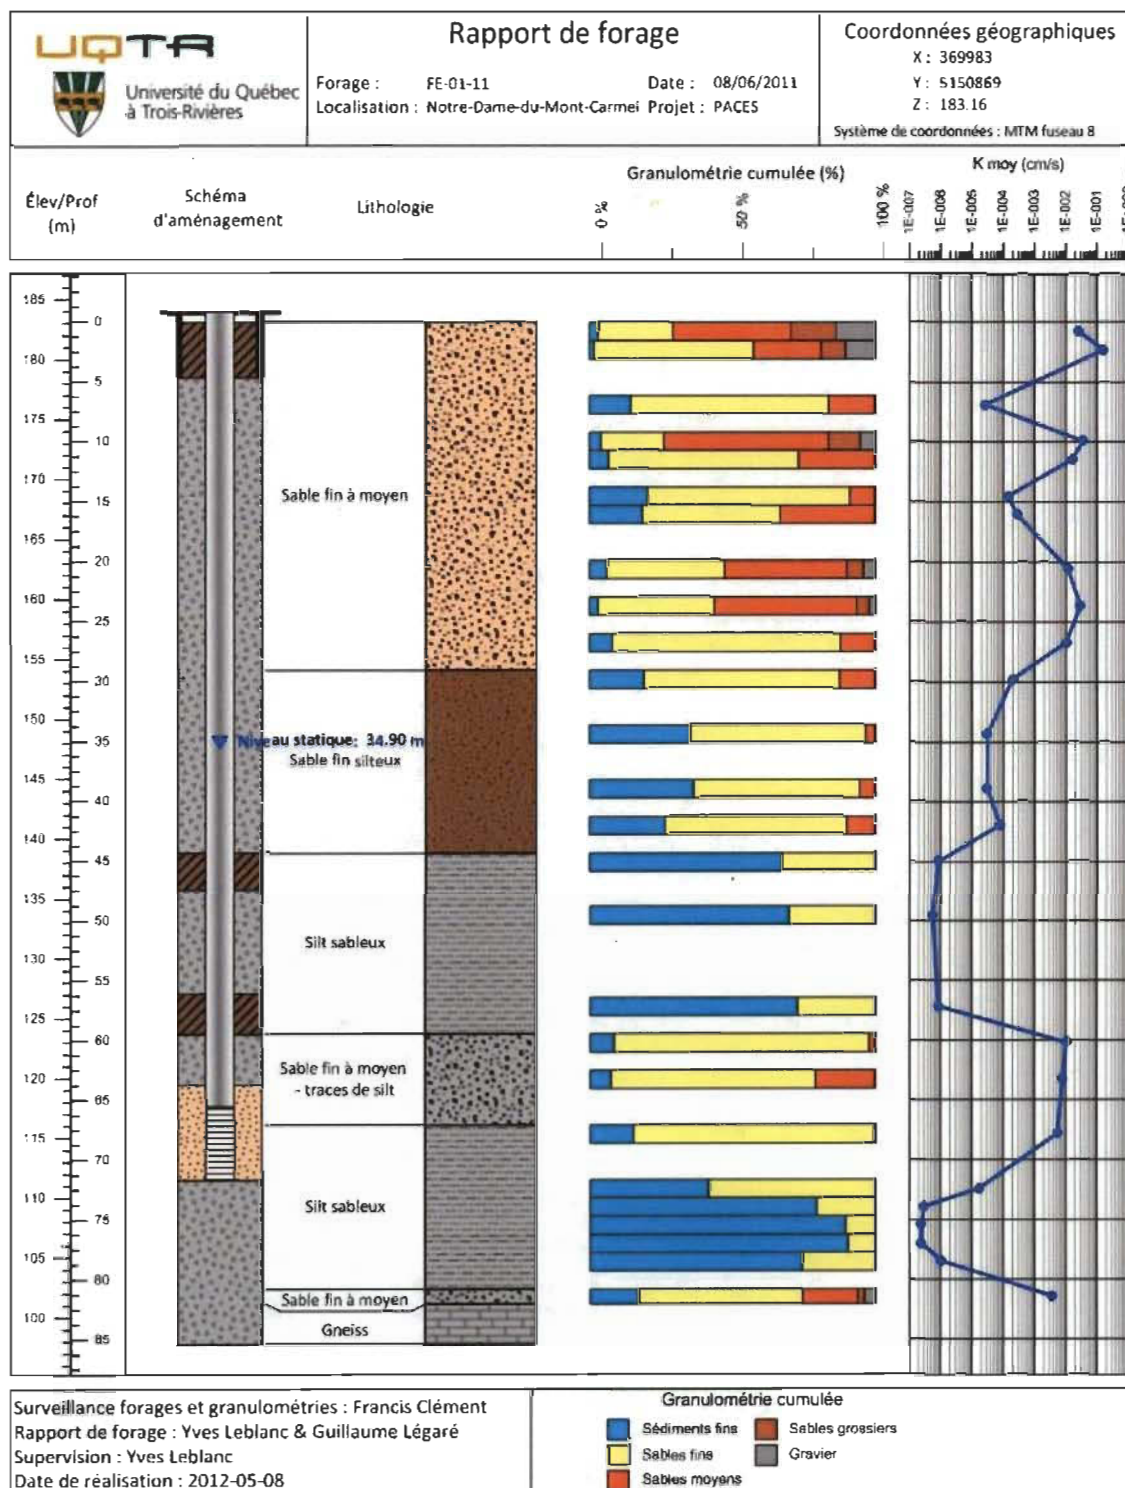 UQTR
Université du Québec
à Trois-Rivières
Rapport de forage
Forage : FE-01-11 Date : 08/06/2011
Localisation : Notre-Dame-du-Mont-Carmel Projet : PACES
Coordonnées géographiques
X : 369983
Y : 5150869
Z : 183.16
Système de coordonnées : MTM fuseau 8
Élev/Prof
(m)
Schéma
d'aménagement
Lithologie
Granulométrie cumulée (%)
0 %
50 %
100 %
K moy (cm/s)
1E-007
1E-006
1E-005
1E-004
1E-003
1E-002
1E-001
185
0
180
5
175
10
170
15
165
20
160
25
155
30
150
35
145
40
140
45
135
50
130
55
125
60
120
65
115
70
110
75
105
80
100
85
Sable fin à moyen
Niveau statique: 34.90 m
Sable fin silteux
Silt sableux
Sable fin à moyen
- traces de silt
Silt sableux
Sable fin à moyen
Gneiss
Surveillance forages et granulométries : Francis Clément
Rapport de forage : Yves Leblanc & Guillaume Légaré
Supervision : Yves Leblanc
Date de réalisation : 2012-05-08
Granulométrie cumulée
Sédiments fins
Sables grossiers
Sables fins
Gravier
Sables moyens